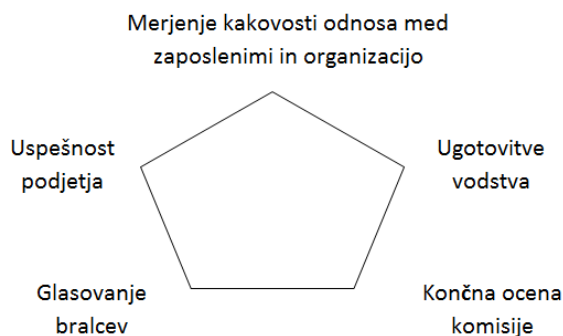 Merjenje kakovosti odnosa med
zaposlenimi in organizacijo
Uspešnost
podjetja
Ugotovitve
vodstva
Glasovanje
bralcev
Končna ocena
komisije